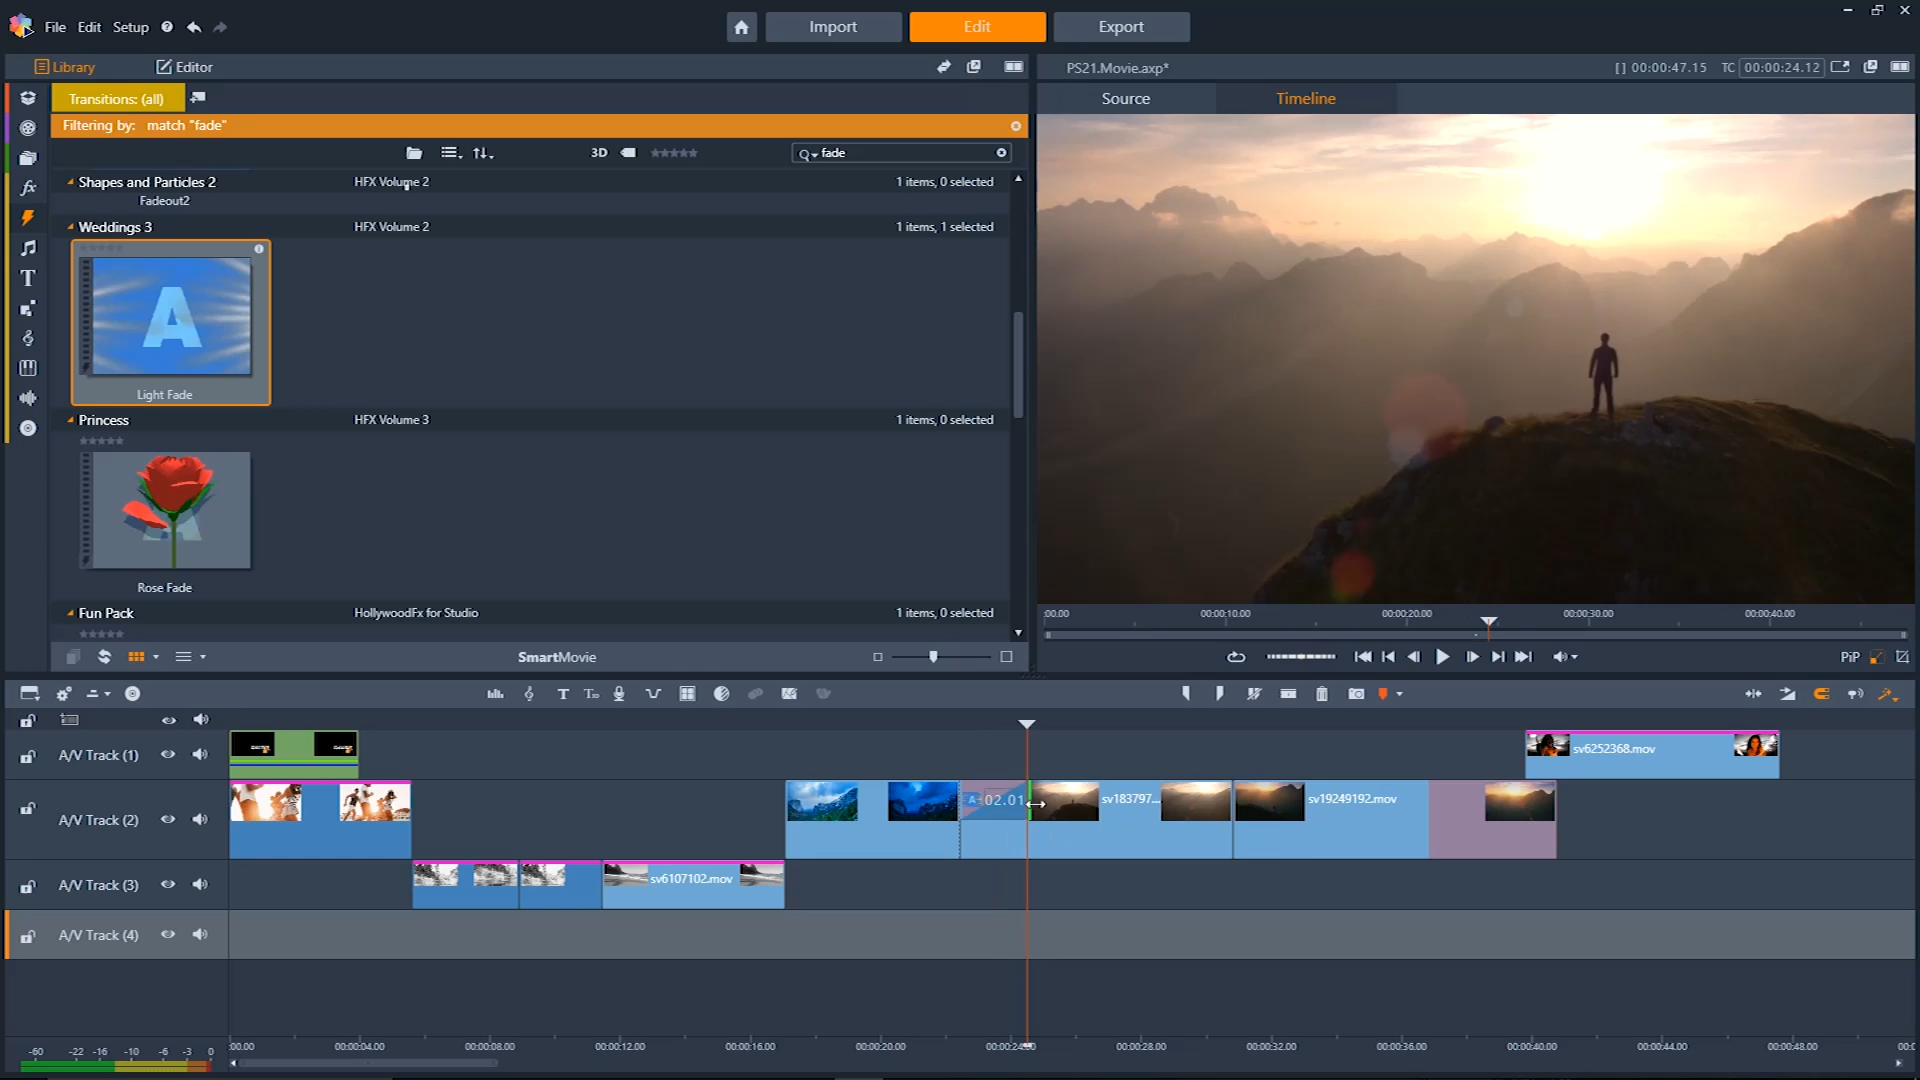 File Edit Setup
Import Edit Export
Library Editor
PS21.Movie.axp*
[ ] 00:00:47.15 TC 00:00:24.12
Transitions: (all)
Source Timeline
Filtering by: match "fade"
3D
fade
Shapes and Particles 2 HFX Volume 2 1 items, 0 selected
Fadeout2
Weddings 3 HFX Volume 2 1 items, 1 selected
A
Light Fade
Princess HFX Volume 3 1 items, 0 selected
Rose Fade
Fun Pack HollywoodFx for Studio 1 items, 0 selected
:00.00 00:00:10.00 00:00:20.00 00:00:30.00 00:00:40.00
SmartMovie
PiP
A/V Track (1)
sv6252368.mov
A/V Track (2)
02.01
sv183797...
sv19249192.mov
A/V Track (3)
sv6107102.mov
A/V Track (4)
-60 -22 -16 -10 -6 -3 0
:00.00 00:00:04.00 00:00:08.00 00:00:12.00 00:00:16.00 00:00:20.00 00:00:28.00 00:00:32.00 00:00:36.00 00:00:40.00 00:00:44.00 00:00:48.00